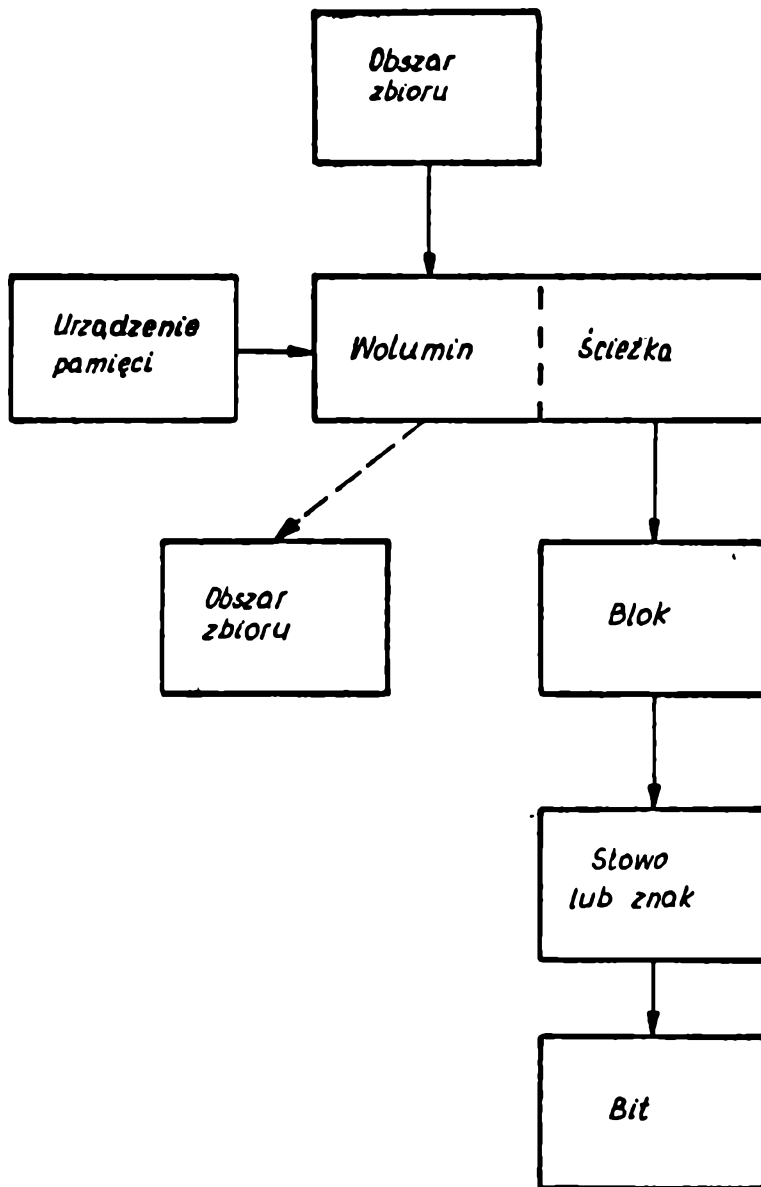 Obszar
zbioru
Urządzenie
pamięci
Wolumin
Ścieżka
Obszar
zbioru
Blok
Słowo
lub znak
Bit